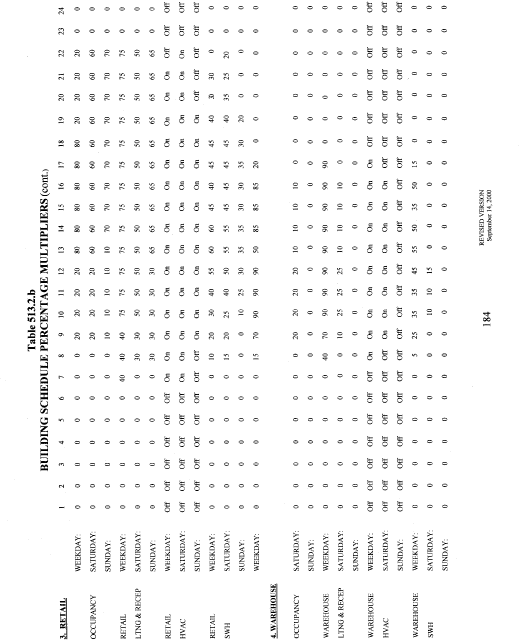 Table 513.2.b
BUILDING SCHEDULE PERCENTAGE MULTIPLIERS (cont.)
3. RETAIL 1 2 3 4 5 6 7 8 9 10 11 12 13 14 15 16 17 18 19 20 21 22 23 24
WEEKDAY: 0 0 0 0 0 0 0 0 20 20 20 20 80 80 80 80 80 80 20 20 20 20 0 0
OCCUPANCY SATURDAY: 0 0 0 0 0 0 0 0 20 20 20 20 60 60 60 60 60 60 60 60 60 60 0 0
SUNDAY: 0 0 0 0 0 0 0 0 10 10 10 10 10 70 70 70 70 70 70 70 70 70 0 0
RETAIL WEEKDAY: 0 0 0 0 0 0 40 40 40 75 75 75 75 75 75 75 75 75 75 75 75 75 0 0
LTNG & RECEP SATURDAY: 0 0 0 0 0 0 0 30 50 50 50 50 50 50 50 50 50 50 50 50 50 50 0 0
SUNDAY: 0 0 0 0 0 0 0 30 30 30 30 30 65 65 65 65 65 65 65 65 65 65 0 0
RETAIL WEEKDAY: Off Off Off Off Off Off On On On On On On On On On On On On On On On Off Off Off
HVAC SATURDAY: Off Off Off Off Off Off On On On On On On On On On On On On On On On On Off Off
SUNDAY: Off Off Off Off Off Off Off Off On On On On On On On On On On On Off Off Off Off Off
RETAIL WEEKDAY: 0 0 0 0 0 0 0 10 20 30 40 55 60 60 60 40 45 45 40 30 30 0 0 0
SWH SATURDAY: 0 0 0 0 0 0 0 15 20 25 40 50 55 55 45 45 45 45 40 35 25 20 0 0
SUNDAY: 0 0 0 0 0 0 0 0 0 10 25 30 35 35 30 30 35 30 20 0 0 0 0 0
WEEKDAY: 0 0 0 0 0 0 0 15 70 90 90 90 50 85 85 85 20 0 0 0 0 0 0 0
4. WAREHOUSE
OCCUPANCY SATURDAY: 0 0 0 0 0 0 0 0 20 20 20 20 10 10 10 10 0 0 0 0 0 0 0 0
SUNDAY: 0 0 0 0 0 0 0 0 0 0 0 0 0 0 0 0 0 0 0 0 0 0 0 0
WAREHOUSE WEEKDAY: 0 0 0 0 0 0 0 40 70 90 90 90 90 90 90 90 90 0 0 0 0 0 0 0
LTNG & RECEP SATURDAY: 0 0 0 0 0 0 0 0 10 25 25 25 10 10 10 10 0 0 0 0 0 0 0 0
SUNDAY: 0 0 0 0 0 0 0 0 0 0 0 0 0 0 0 0 0 0 0 0 0 0 0 0
WAREHOUSE WEEKDAY: Off Off Off Off Off Off Off On On On On On On On On On On Off Off Off Off Off Off Off
HVAC SATURDAY: Off Off Off Off Off Off Off Off On On On On On On On On Off Off Off Off Off Off Off Off
SUNDAY: Off Off Off Off Off Off Off Off Off Off Off Off Off Off Off Off Off Off Off Off Off Off Off Off
WAREHOUSE WEEKDAY: 0 0 0 0 0 0 0 5 25 35 35 45 55 50 35 50 15 0 0 0 0 0 0 0
SWH SATURDAY: 0 0 0 0 0 0 0 0 0 10 10 15 0 0 0 0 0 0 0 0 0 0 0 0
SUNDAY: 0 0 0 0 0 0 0 0 0 0 0 0 0 0 0 0 0 0 0 0 0 0 0 0
184
REVISED VERSION
September 14, 2000